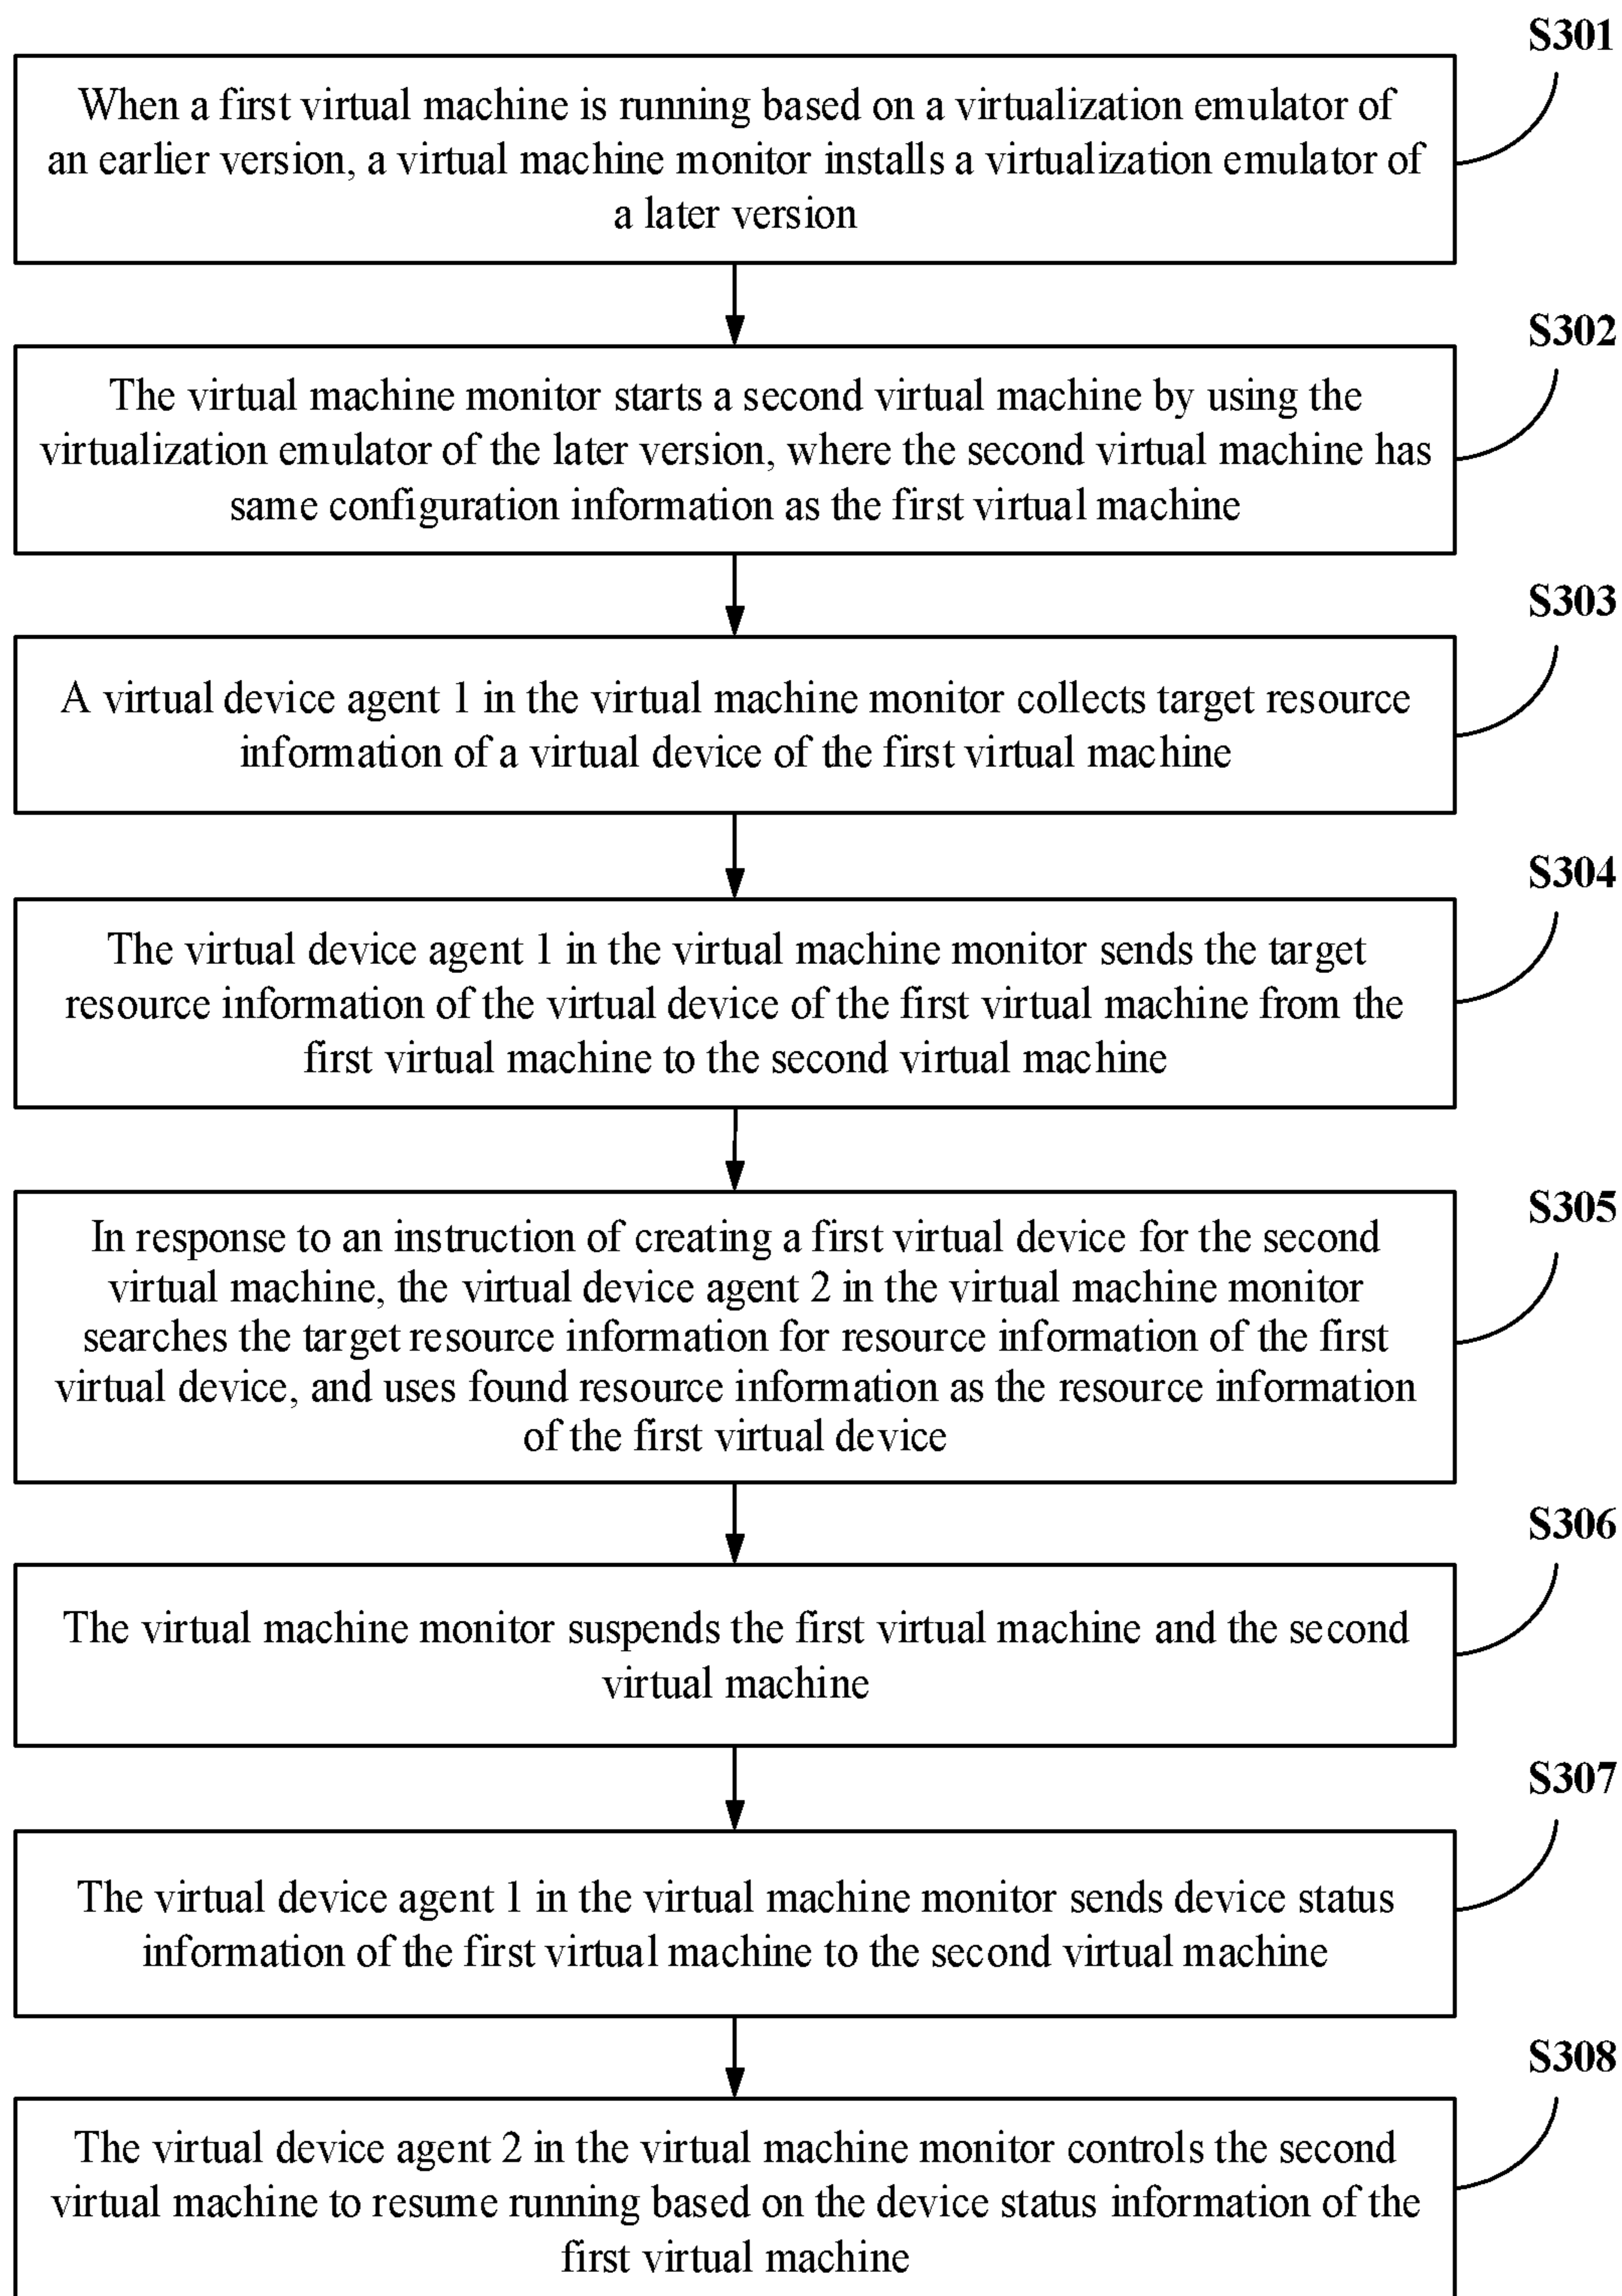 S301
When a first virtual machine is running based on a virtualization emulator of
an earlier version, a virtual machine monitor installs a virtualization emulator of
a later version
S302
The virtual machine monitor starts a second virtual machine by using the
virtualization emulator of the later version, where the second virtual machine has
same configuration information as the first virtual machine
S303
A virtual device agent 1 in the virtual machine monitor collects target resource
information of a virtual device of the first virtual machine
S304
The virtual device agent 1 in the virtual machine monitor sends the target
resource information of the virtual device of the first virtual machine from the
first virtual machine to the second virtual machine
S305
In response to an instruction of creating a first virtual device for the second
virtual machine, the virtual device agent 2 in the virtual machine monitor
searches the target resource information for resource information of the first
virtual device, and uses found resource information as the resource information
of the first virtual device
S306
The virtual machine monitor suspends the first virtual machine and the second
virtual machine
S307
The virtual device agent 1 in the virtual machine monitor sends device status
information of the first virtual machine to the second virtual machine
S308
The virtual device agent 2 in the virtual machine monitor controls the second
virtual machine to resume running based on the device status information of the
first virtual machine